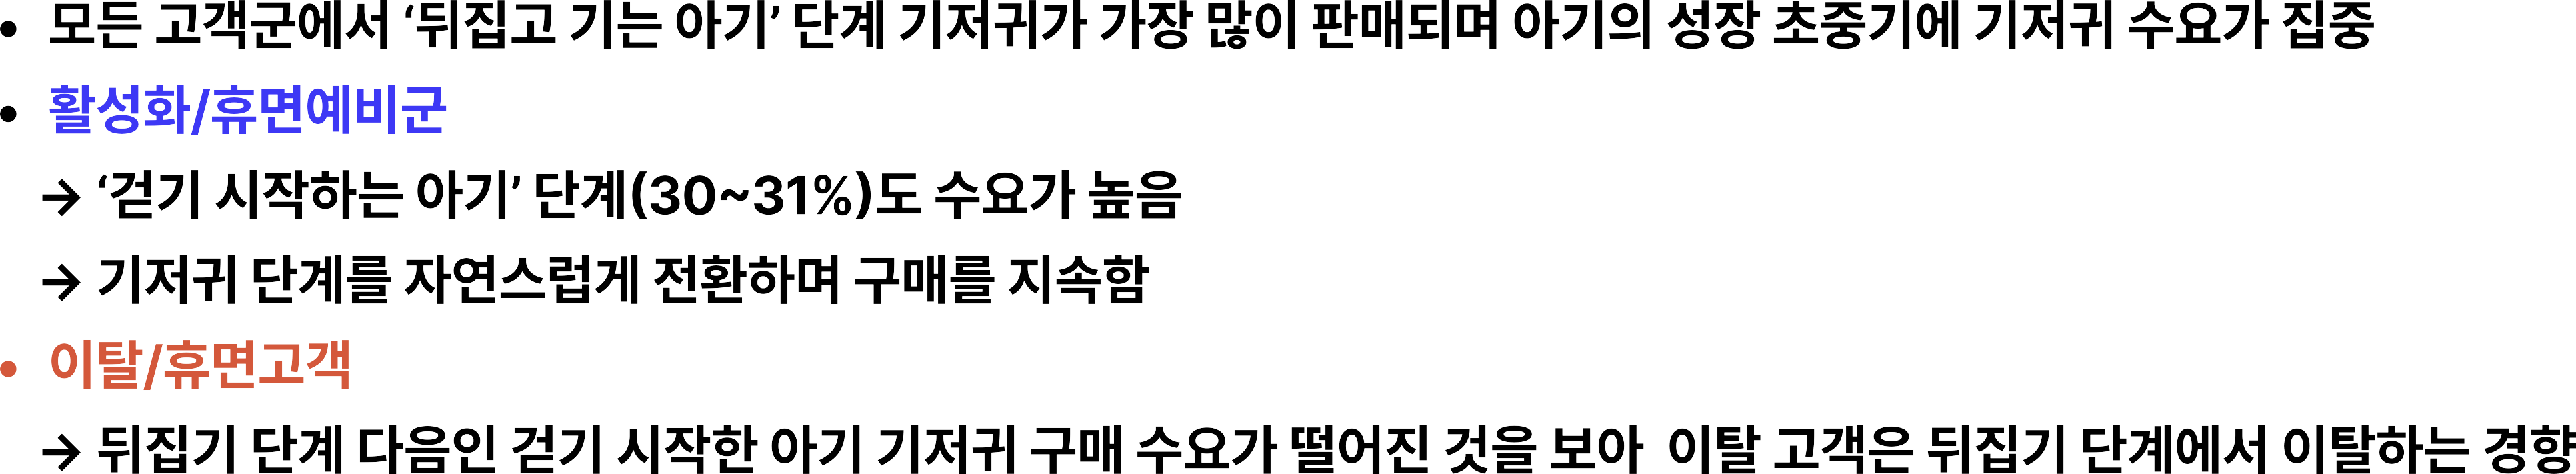 • 모든 고객군에서 ‘뒤집고 기는 아기’ 단계 기저귀가 가장 많이 판매되며 아기의 성장 초중기에 기저귀 수요가 집중
• 활성화/휴면예비군
→ ‘걷기 시작하는 아기’ 단계(30~31%)도 수요가 높음
→ 기저귀 단계를 자연스럽게 전환하며 구매를 지속함
• 이탈/휴면고객
→ 뒤집기 단계 다음인 걷기 시작한 아기 기저귀 구매 수요가 떨어진 것을 보아  이탈 고객은 뒤집기 단계에서 이탈하는 경향